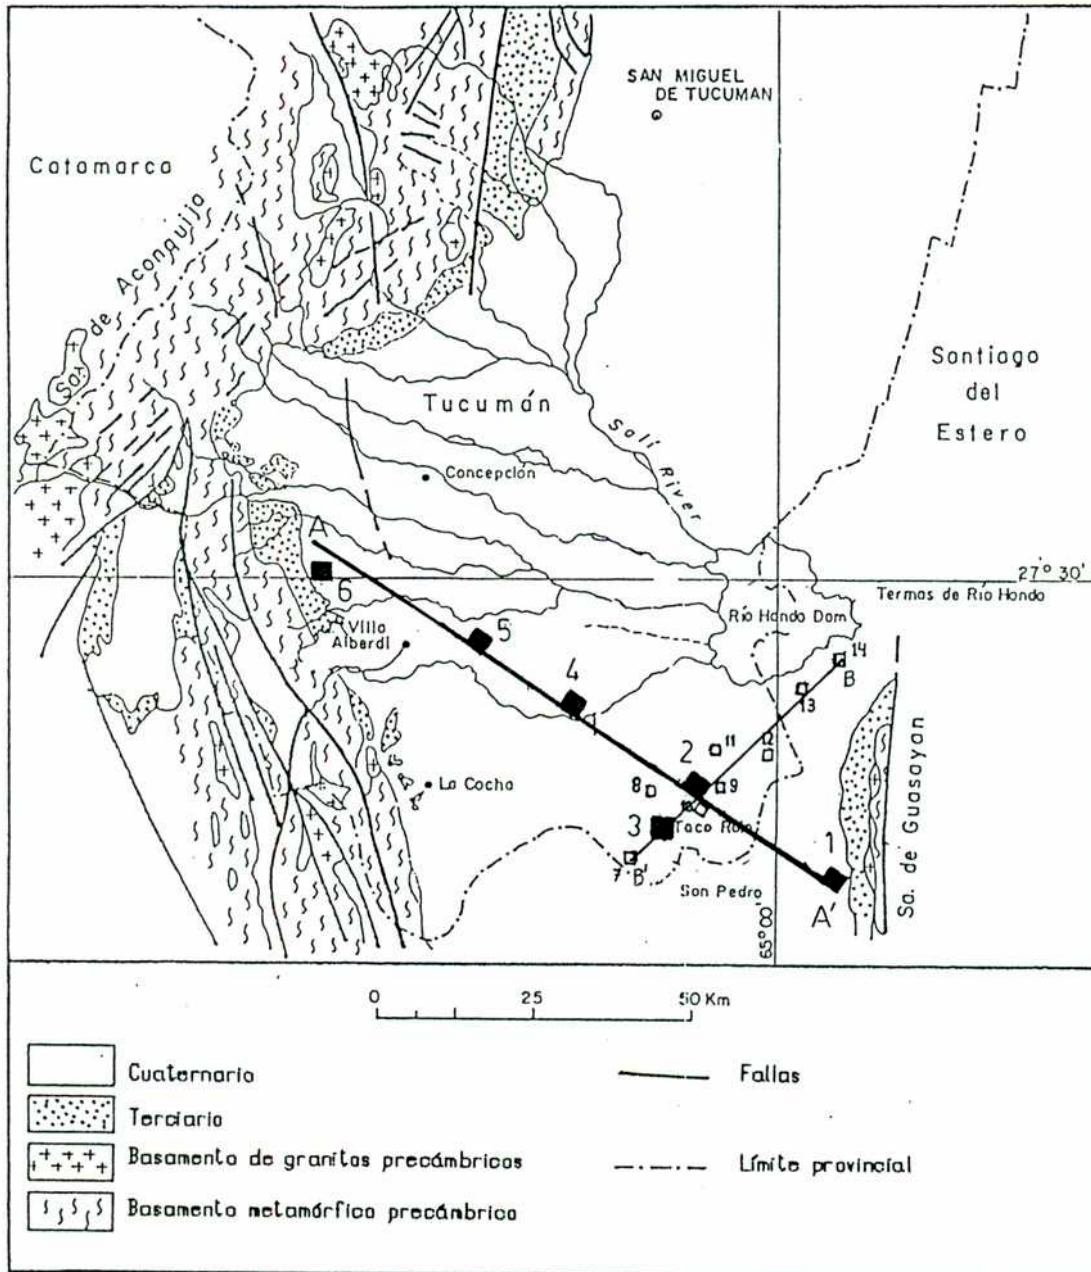 SAN MIGUEL
DE TUCUMAN
Catamarca
Sa. de Aconquija
Santiago
del
Estero
Tucumán
Salí River
Concepción
A
27° 30'
6
Termas de Río Hondo
Río Hondo Dam
Villa
Alberdi
5
14
B
4
13
12
11
2
9
8
La Cocha
3
Taco Ralo
1
7 B'
San Pedro
A'
65° 00'
Sa. de Guasayan
0 25 50 Km
Cuaternario
Fallas
Terciario
Basamento de granitos precámbricos
Límite provincial
Basamento metamórfico precámbrico